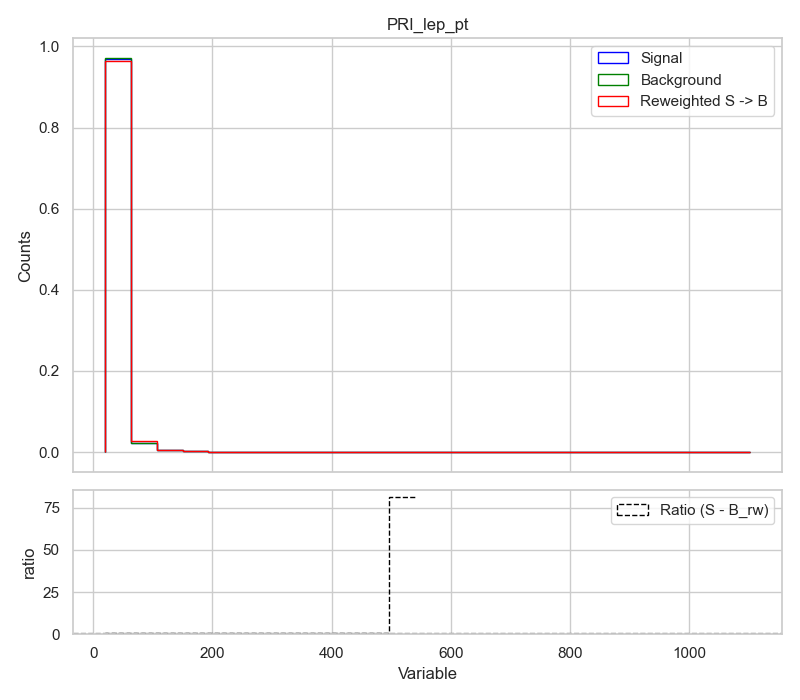 PRI_lep_pt
1.0
0.8
0.6
0.4
0.2
0.0
Counts
Signal
Background
Reweighted S -> B
75
50
25
0
ratio
Ratio (S - B_rw)
0 200 400 600 800 1000
Variable